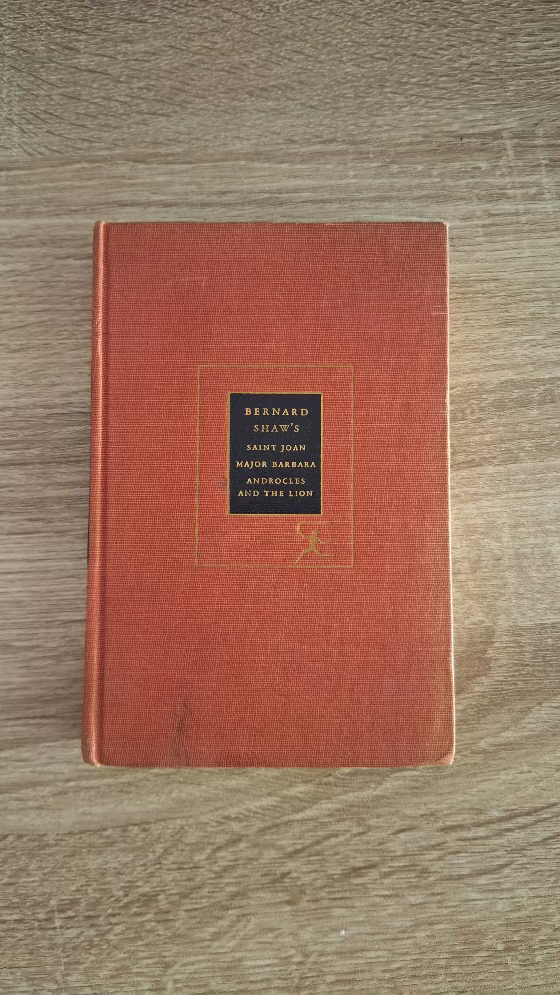 BERNARD
SHAW'S
SAINT JOAN
MAJOR BARBARA
ANDROCLES
AND THE LION